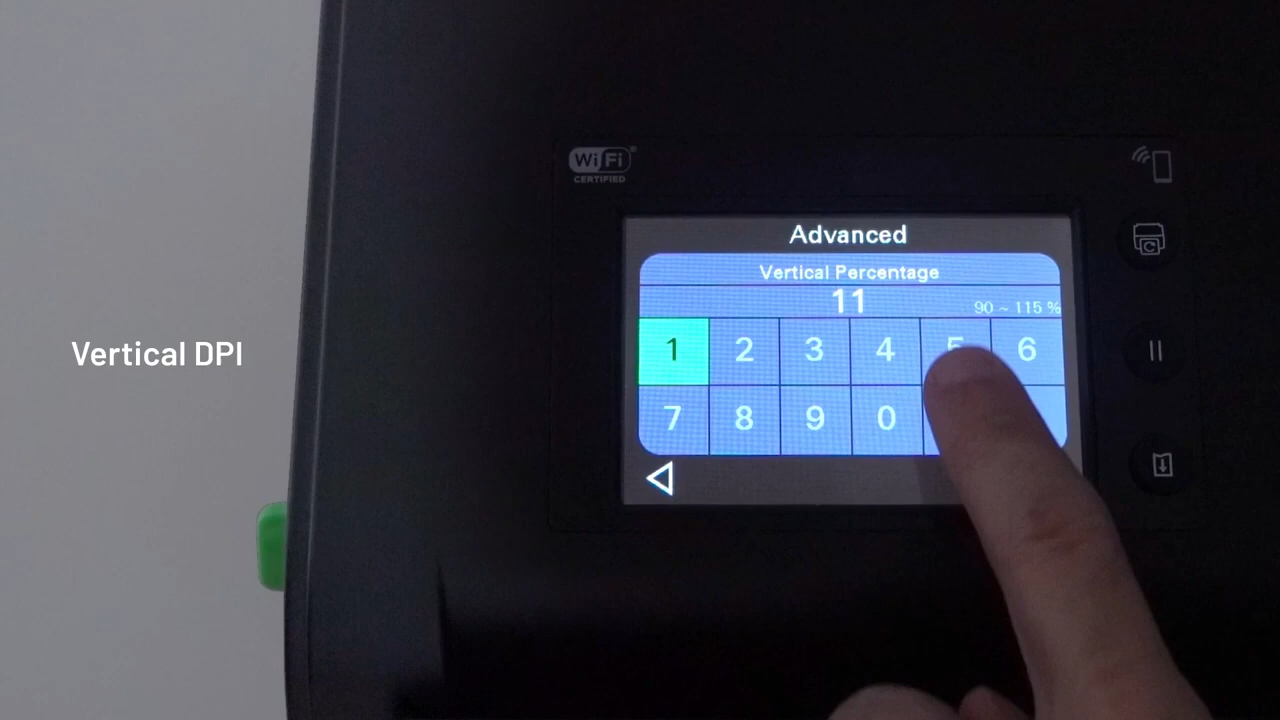 Wi Fi®
CERTIFIED
Advanced
Vertical Percentage
11
90 ~ 115 %
1 2 3 4 5 6
7 8 9 0
Vertical DPI